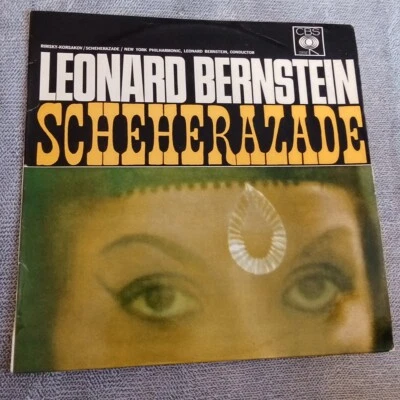 RIMSKY-KORSAKOV / SCHEHERAZADE / NEW YORK PHILHARMONIC, LEONARD BERNSTEIN, CONDUCTOR
CBS
LEONARD BERNSTEIN
SCHEHERAZADE